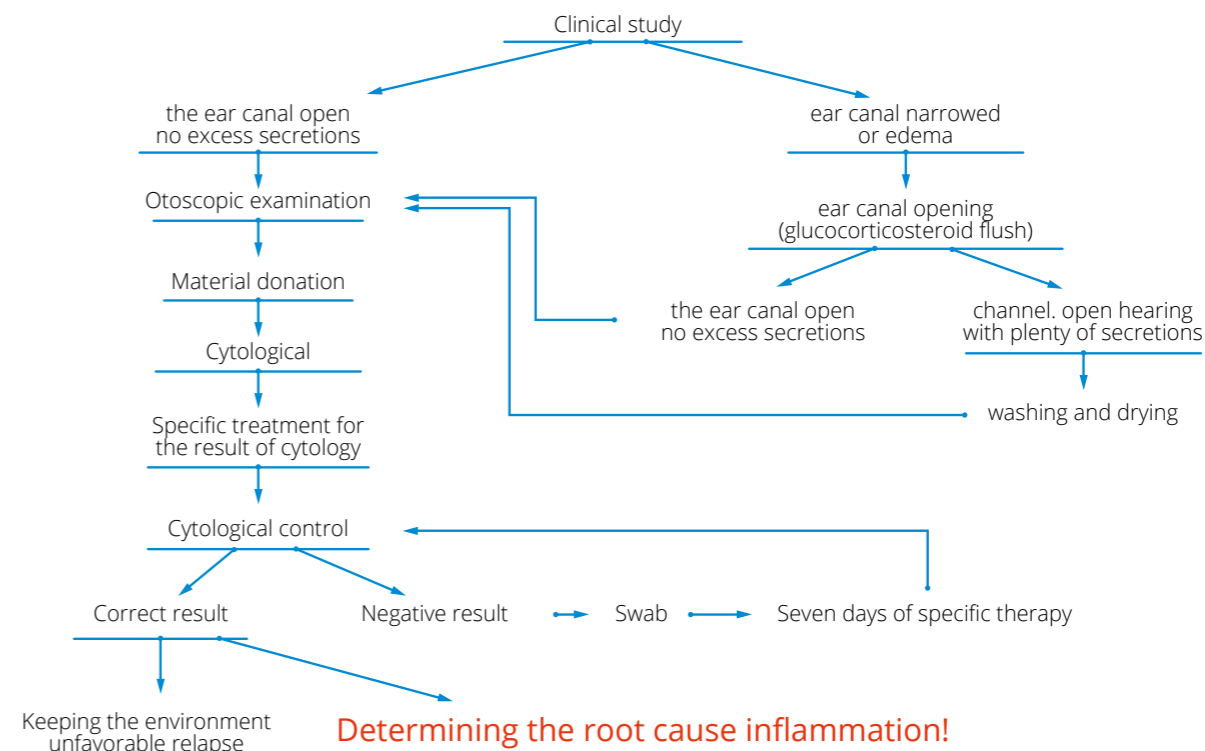 Clinical study
the ear canal open
no excess secretions
ear canal narrowed
or edema
Otoscopic examination
ear canal opening
(glucocorticosteroid flush)
Material donation
the ear canal open
no excess secretions
channel. open hearing
with plenty of secretions
Cytological
washing and drying
Specific treatment for
the result of cytology
Cytological control
Correct result
Negative result
Swab
Seven days of specific therapy
Keeping the environment
unfavorable relapse
Determining the root cause inflammation!